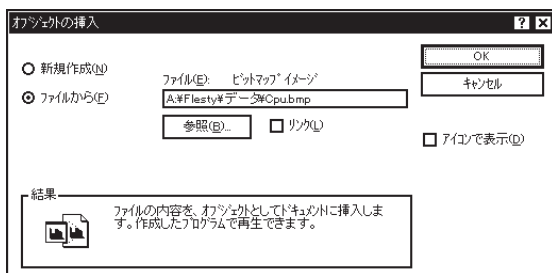 オブジェクトの挿入
新規作成(N)
ファイルから(F)
ファイル(E): ビットマップ イメージ
A:¥Flesty¥データ¥Cpu.bmp
参照(B)...
リンク(L)
OK
キャンセル
アイコンで表示(D)
結果
ファイルの内容を、オブジェクトとしてドキュメントに挿入しま
す。作成したプログラムで再生できます。